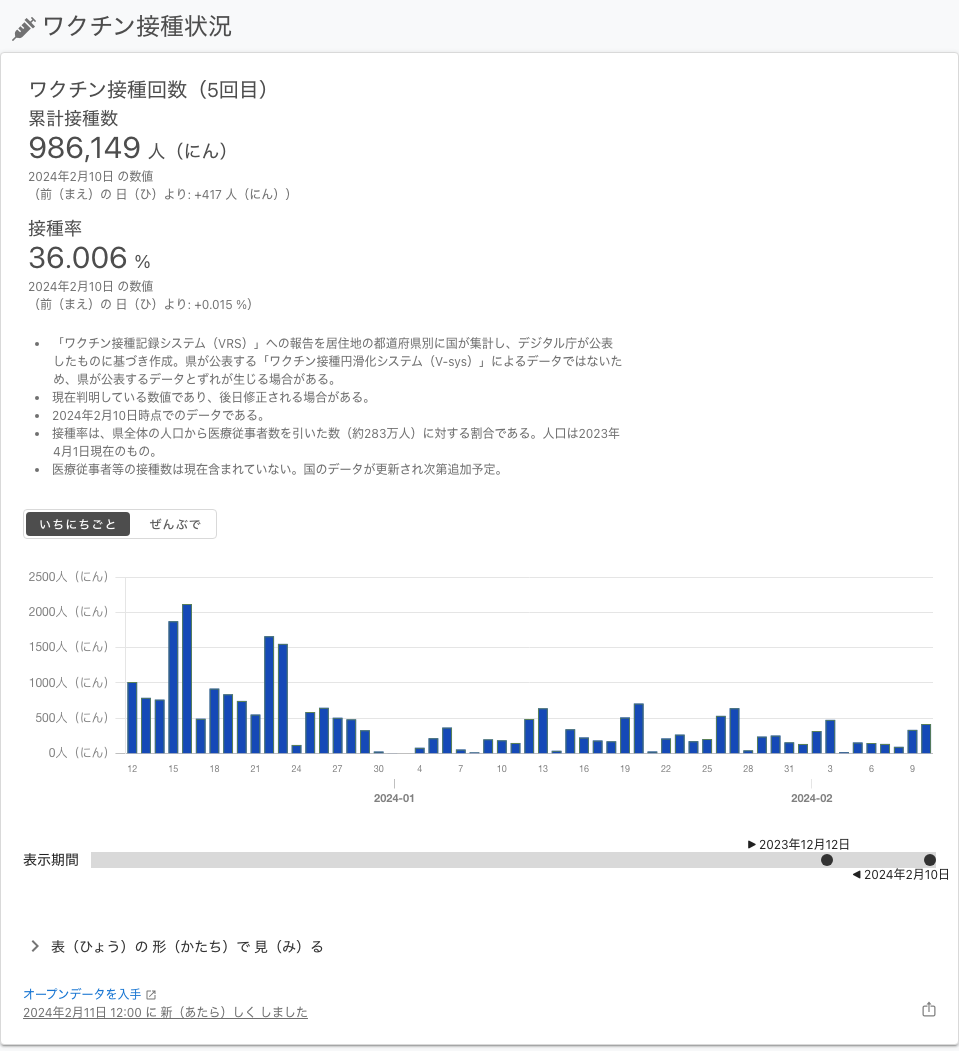 ワクチン接種状況
ワクチン接種回数（5回目）
累計接種数
986,149 人（にん）
2024年2月10日 の数値
（前（まえ）の 日（ひ）より: +417 人（にん））
接種率
36.006 %
2024年2月10日 の数値
（前（まえ）の 日（ひ）より: +0.015 %）
• 「ワクチン接種記録システム（VRS）」への報告を居住地の都道府県別に国が集計し、デジタル庁が公表
したものに基づき作成。県が公表する「ワクチン接種円滑化システム（V-sys）」によるデータではないた
め、県が公表するデータとずれが生じる場合がある。
• 現在判明している数値であり、後日修正される場合がある。
• 2024年2月10日時点でのデータである。
• 接種率は、県全体の人口から医療従事者数を引いた数（約283万人）に対する割合である。人口は2023年
4月1日現在のもの。
• 医療従事者等の接種数は現在含まれていない。国のデータが更新され次第追加予定。
いちにちごと ぜんぶで
2500人（にん）
2000人（にん）
1500人（にん）
1000人（にん）
500人（にん）
0人（にん）
12 15 18 21 24 27 30 4 7 10 13 16 19 22 25 28 31 3 6 9
2024-01 2024-02
▶ 2023年12月12日
表示期間
◀ 2024年2月10日
表（ひょう）の 形（かたち）で 見（み）る
オープンデータを入手
2024年2月11日 12:00 に 新（あたら）しく しました